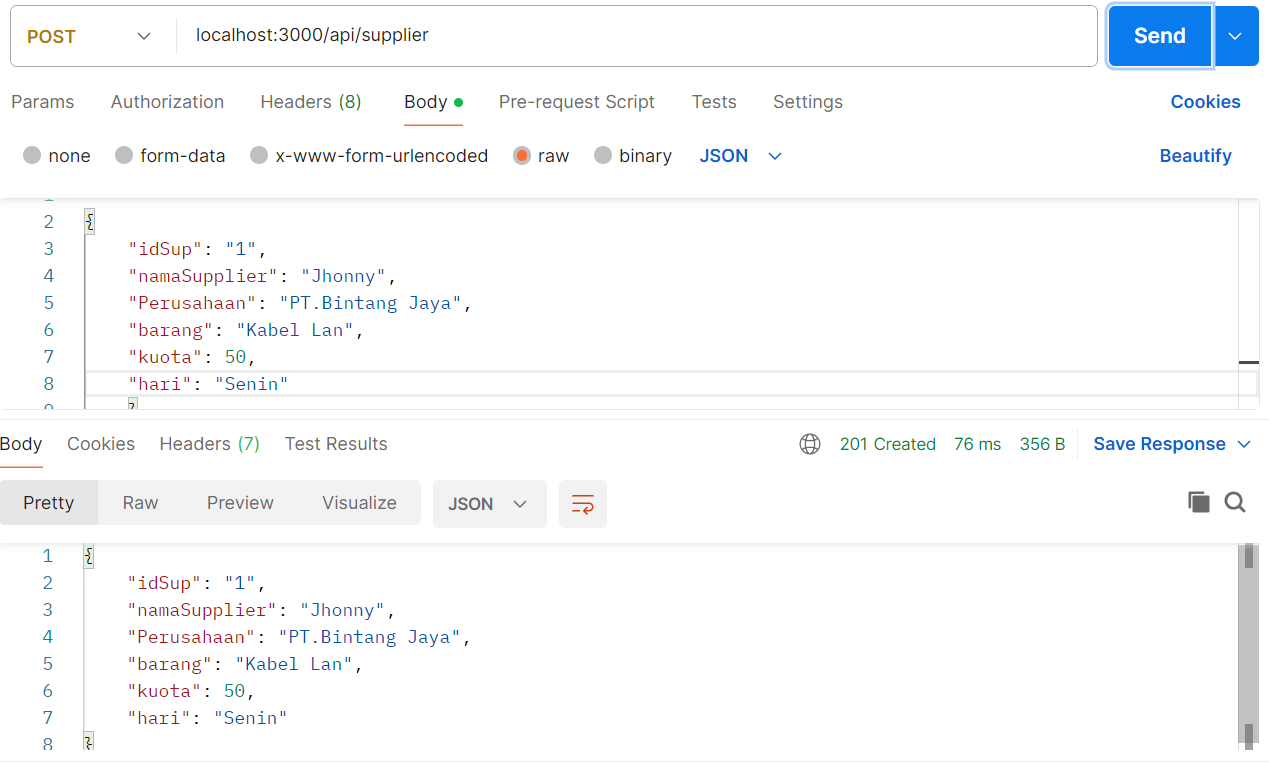 POST localhost:3000/api/supplier Send
Params Authorization Headers (8) Body Pre-request Script Tests Settings Cookies
none form-data x-www-form-urlencoded raw binary JSON Beautify
2 {
3 "idSup": "1",
4 "namaSupplier": "Jhonny",
5 "Perusahaan": "PT.Bintang Jaya",
6 "barang": "Kabel Lan",
7 "kuota": 50,
8 "hari": "Senin"
9 }
Body Cookies Headers (7) Test Results 201 Created 76 ms 356 B Save Response
Pretty Raw Preview Visualize JSON
1 {
2 "idSup": "1",
3 "namaSupplier": "Jhonny",
4 "Perusahaan": "PT.Bintang Jaya",
5 "barang": "Kabel Lan",
6 "kuota": 50,
7 "hari": "Senin"
8 }